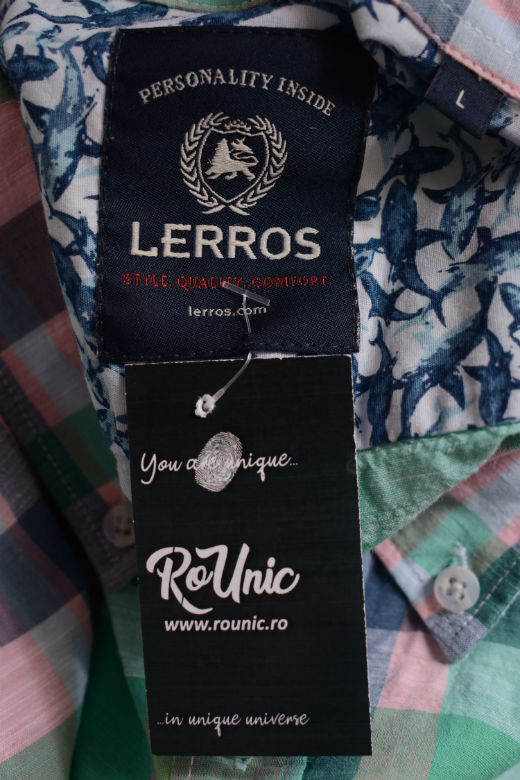 PERSONALITY INSIDE
L
LERROS
STYLE. QUALITY. COMFORT.
lerros.com
You are unique...
RoUnic
www.rounic.ro
...in unique universe